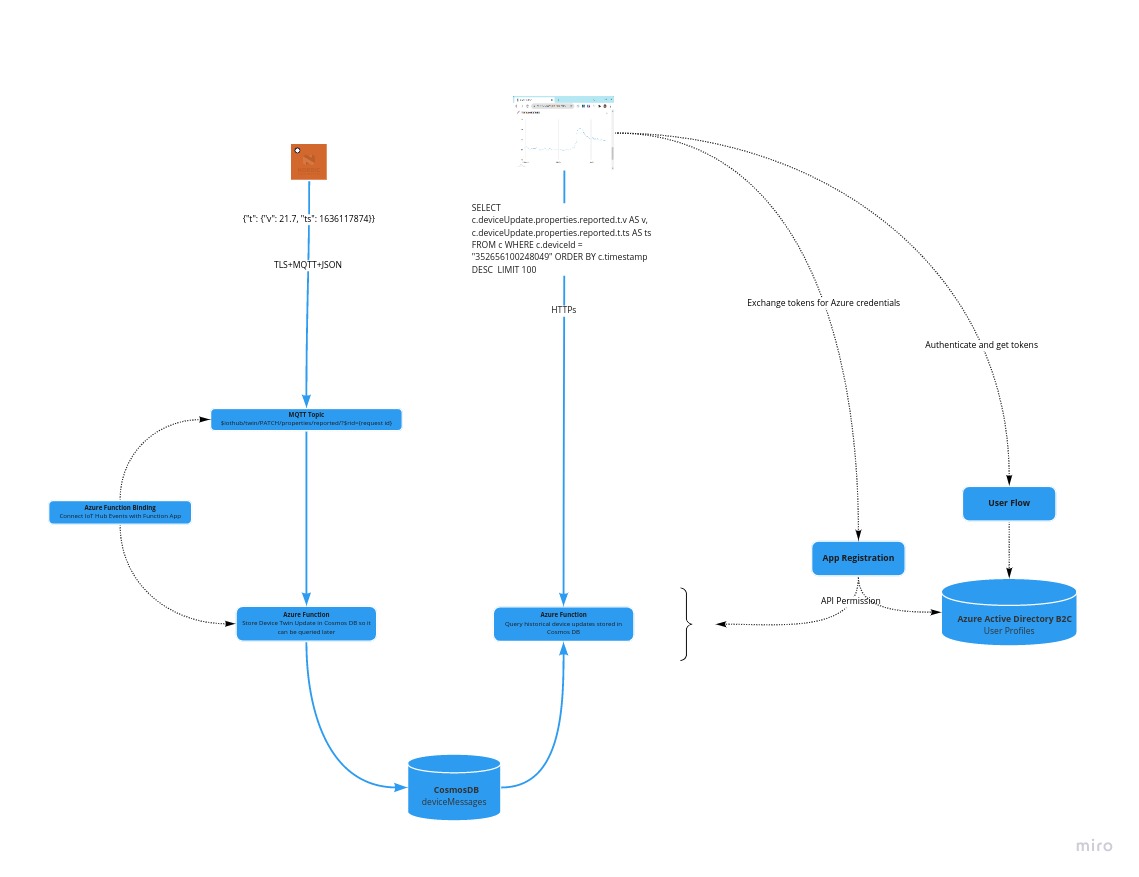 {"t": {"v": 21.7, "ts": 1636117874}}
TLS+MQTT+JSON
SELECT
c.deviceUpdate.properties.reported.t.v AS v,
c.deviceUpdate.properties.reported.t.ts AS ts
FROM c WHERE c.deviceId =
"352656100248049" ORDER BY c.timestamp
DESC  LIMIT 100
HTTPs
Exchange tokens for Azure credentials
Authenticate and get tokens
MQTT Topic
$iothub/twin/PATCH/properties/reported/?$rid={request id}
Azure Function Binding
Connect IoT Hub Events with Function App
User Flow
App Registration
API Permission
Azure Active Directory B2C
User Profiles
Azure Function
Store Device Twin Update in Cosmos DB so it
can be queried later
Azure Function
Query historical device updates stored in
Cosmos DB
CosmosDB
deviceMessages
miro